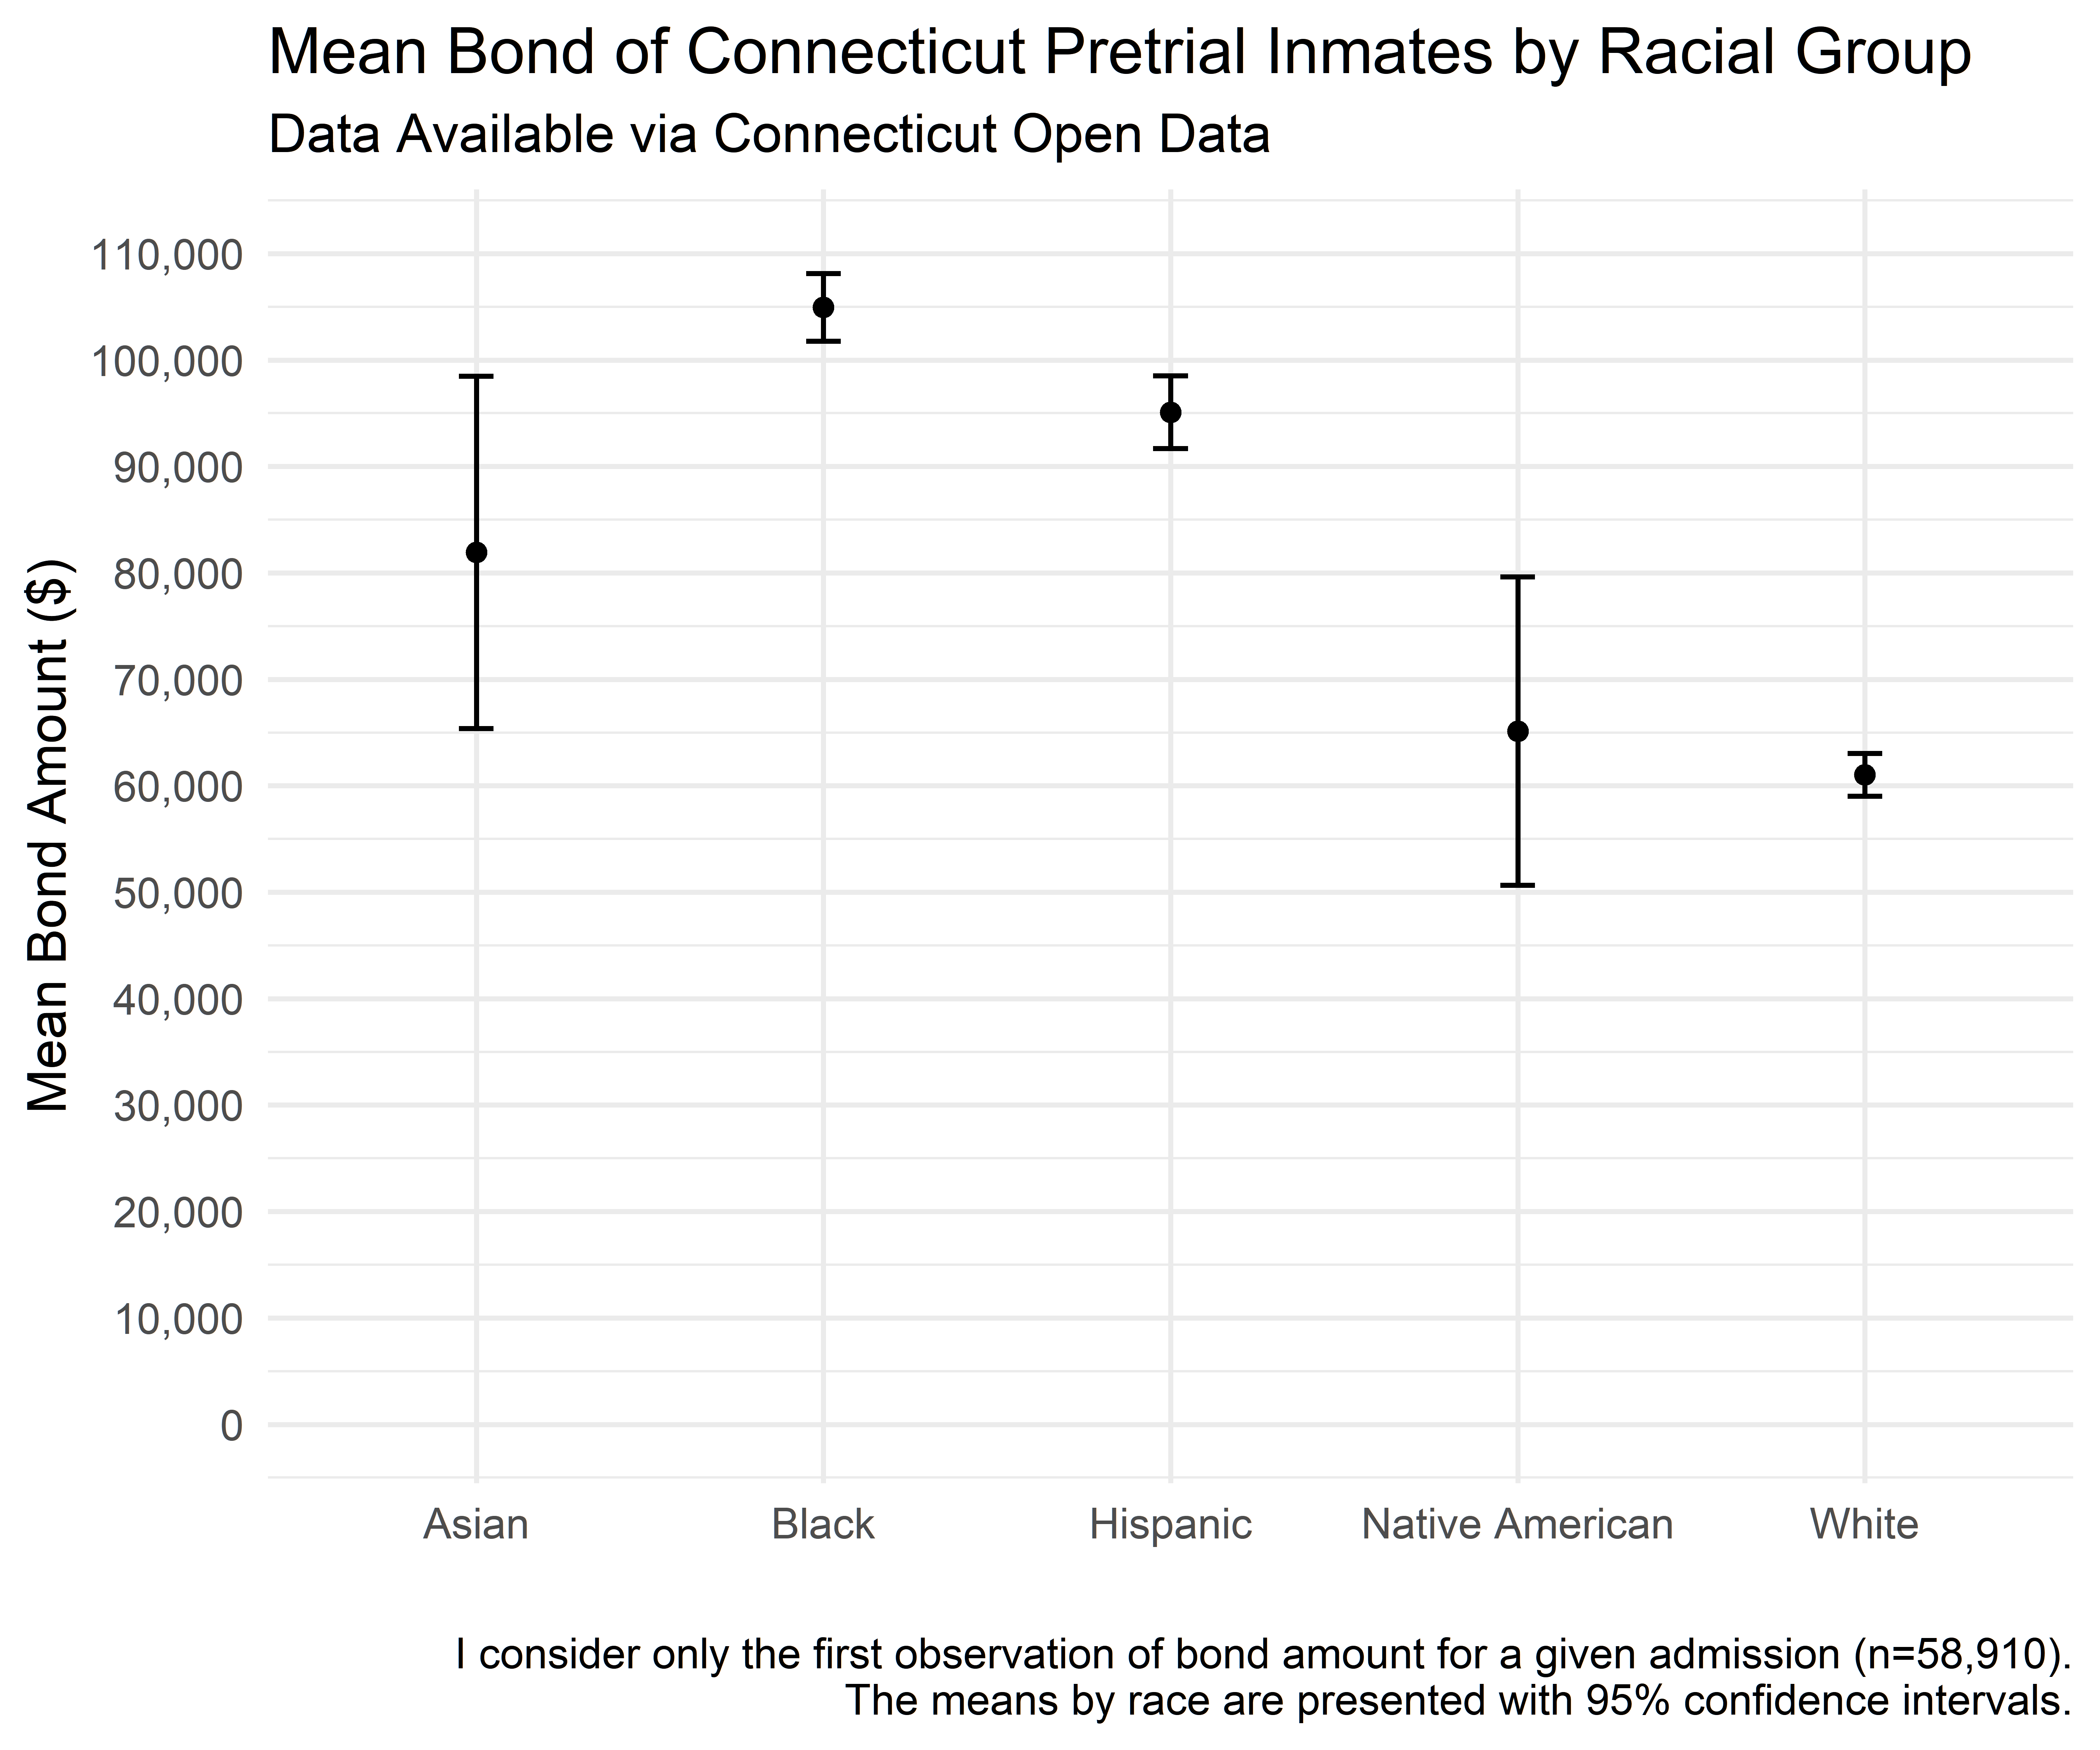 Mean Bond of Connecticut Pretrial Inmates by Racial Group
Data Available via Connecticut Open Data
Mean Bond Amount ($)
110,000
100,000
90,000
80,000
70,000
60,000
50,000
40,000
30,000
20,000
10,000
0
Asian
Black
Hispanic
Native American
White
I consider only the first observation of bond amount for a given admission (n=58,910).
The means by race are presented with 95% confidence intervals.